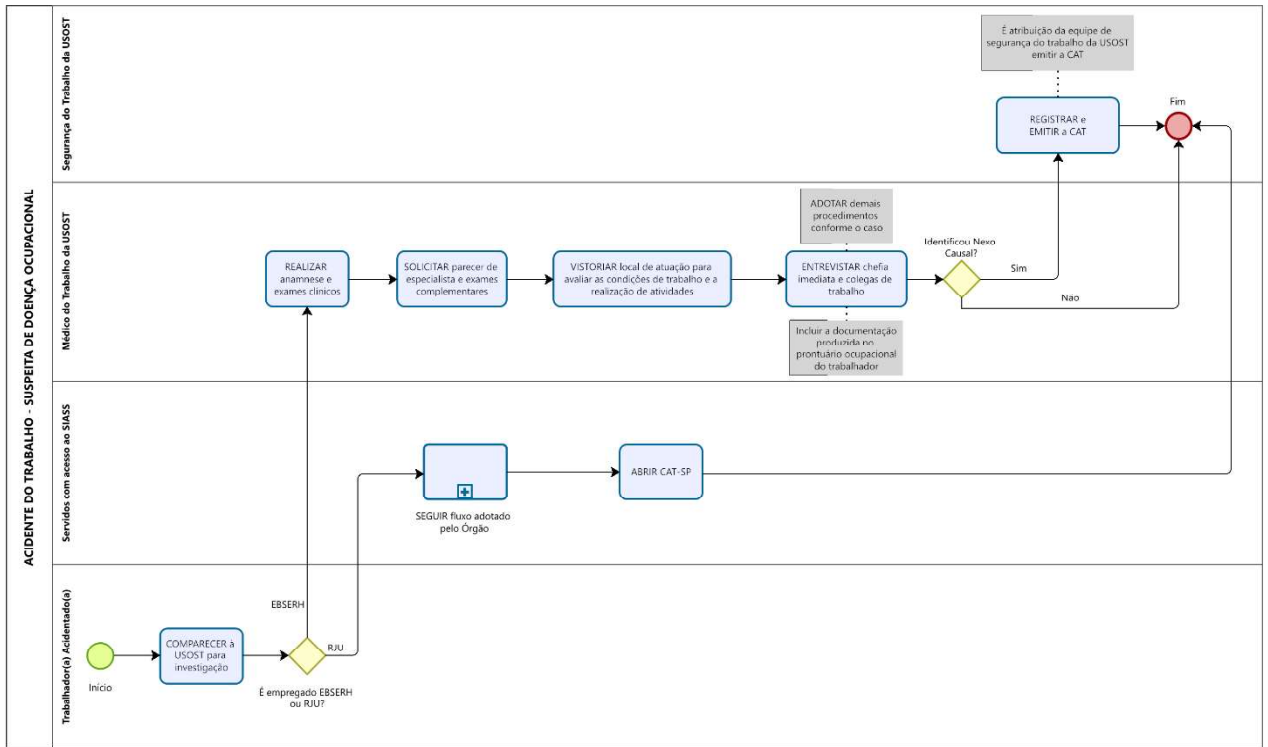 ACIDENTE DO TRABALHO - SUSPEITA DE DOENÇA OCUPACIONAL
Segurança do Trabalho da USOST
É atribuição da equipe de
segurança do trabalho da USOST
emitir a CAT
REGISTRAR e
EMITIR a CAT
Fim
Médico do Trabalho da USOST
REALIZAR
anamnese e
exames clínicos
SOLICITAR parecer de
especialista e exames
complementares
VISTORIAR local de atuação para
avaliar as condições de trabalho e a
realização de atividades
ADOTAR demais
procedimentos
conforme o caso
ENTREVISTAR chefia
imediata e colegas de
trabalho
Incluir a documentação
produzida no
prontuário ocupacional
do trabalhador
Identificou Nexo
Causal?
Sim
Nao
Servidos com acesso ao SIASS
SEGUIR fluxo adotado
pelo Órgão
ABRIR CAT-SP
Trabalhador(a) Acidentado(a)
Início
COMPARECER à
USOST para
investigação
EBSERH
RJU
É empregado EBSERH
ou RJU?